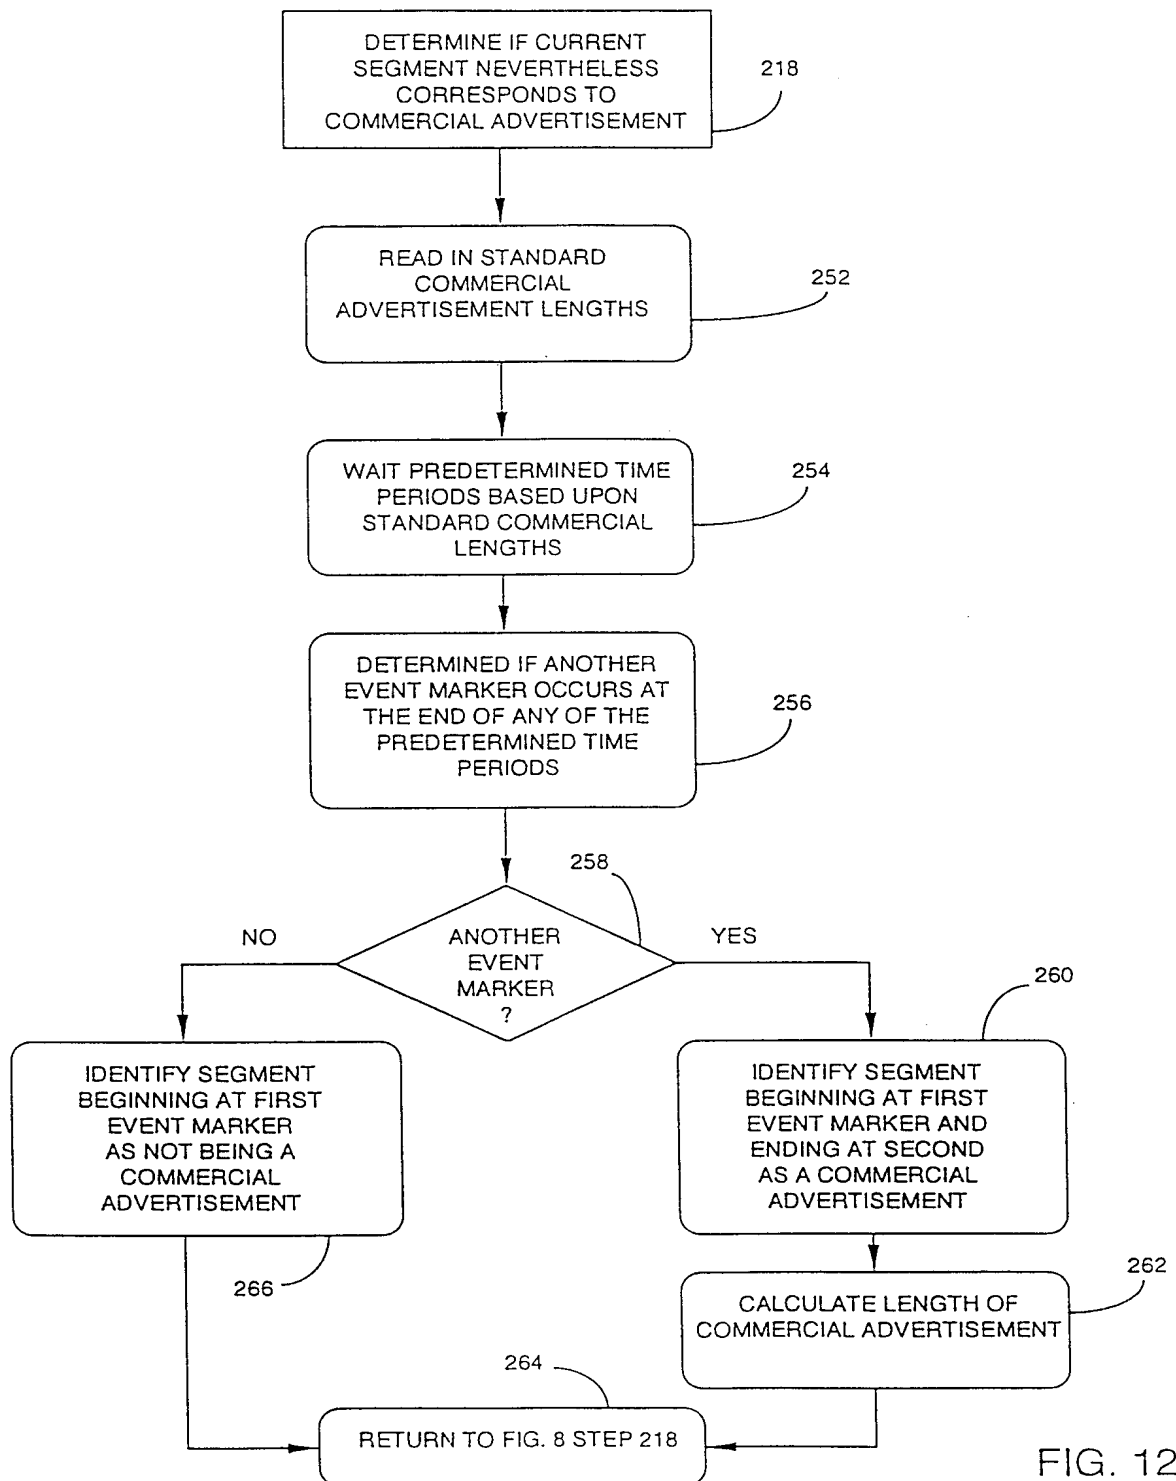 DETERMINE IF CURRENT
SEGMENT NEVERTHELESS
CORRESPONDS TO
COMMERCIAL ADVERTISEMENT
218
READ IN STANDARD
COMMERCIAL
ADVERTISEMENT LENGTHS
252
WAIT PREDETERMINED TIME
PERIODS BASED UPON
STANDARD COMMERCIAL
LENGTHS
254
DETERMINED IF ANOTHER
EVENT MARKER OCCURS AT
THE END OF ANY OF THE
PREDETERMINED TIME
PERIODS
256
258
ANOTHER
EVENT
MARKER
?
NO
YES
IDENTIFY SEGMENT
BEGINNING AT FIRST
EVENT MARKER
AS NOT BEING A
COMMERCIAL
ADVERTISEMENT
266
260
IDENTIFY SEGMENT
BEGINNING AT FIRST
EVENT MARKER AND
ENDING AT SECOND
AS A COMMERCIAL
ADVERTISEMENT
262
CALCULATE LENGTH OF
COMMERCIAL ADVERTISEMENT
264
RETURN TO FIG. 8 STEP 218
FIG. 12